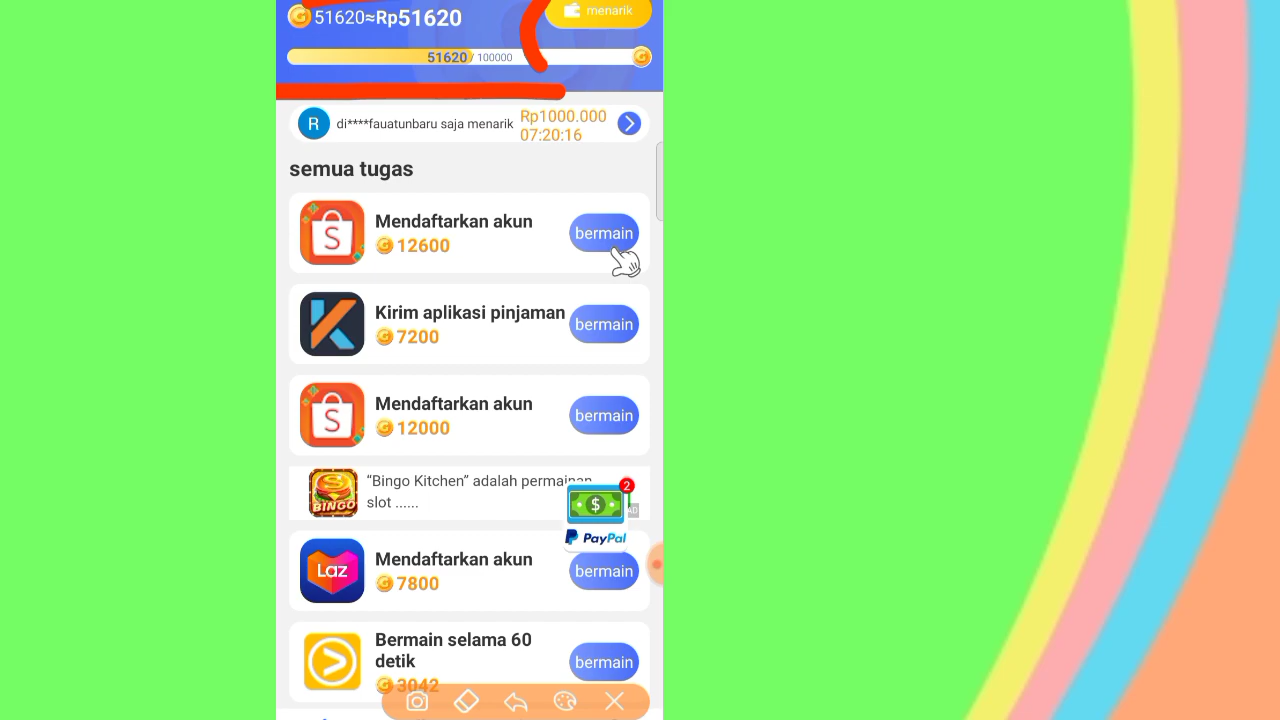 51620≈Rp51620
menarik
51620 / 100000
R di****fauatunbaru saja menarik Rp1000.000
07:20:16
semua tugas
Mendaftarkan akun
12600
bermain
Kirim aplikasi pinjaman
7200
bermain
Mendaftarkan akun
12000
bermain
“Bingo Kitchen” adalah permainan
slot ......
BINGO
2
AD
PayPal
Laz
Mendaftarkan akun
7800
bermain
Bermain selama 60
detik
3042
bermain